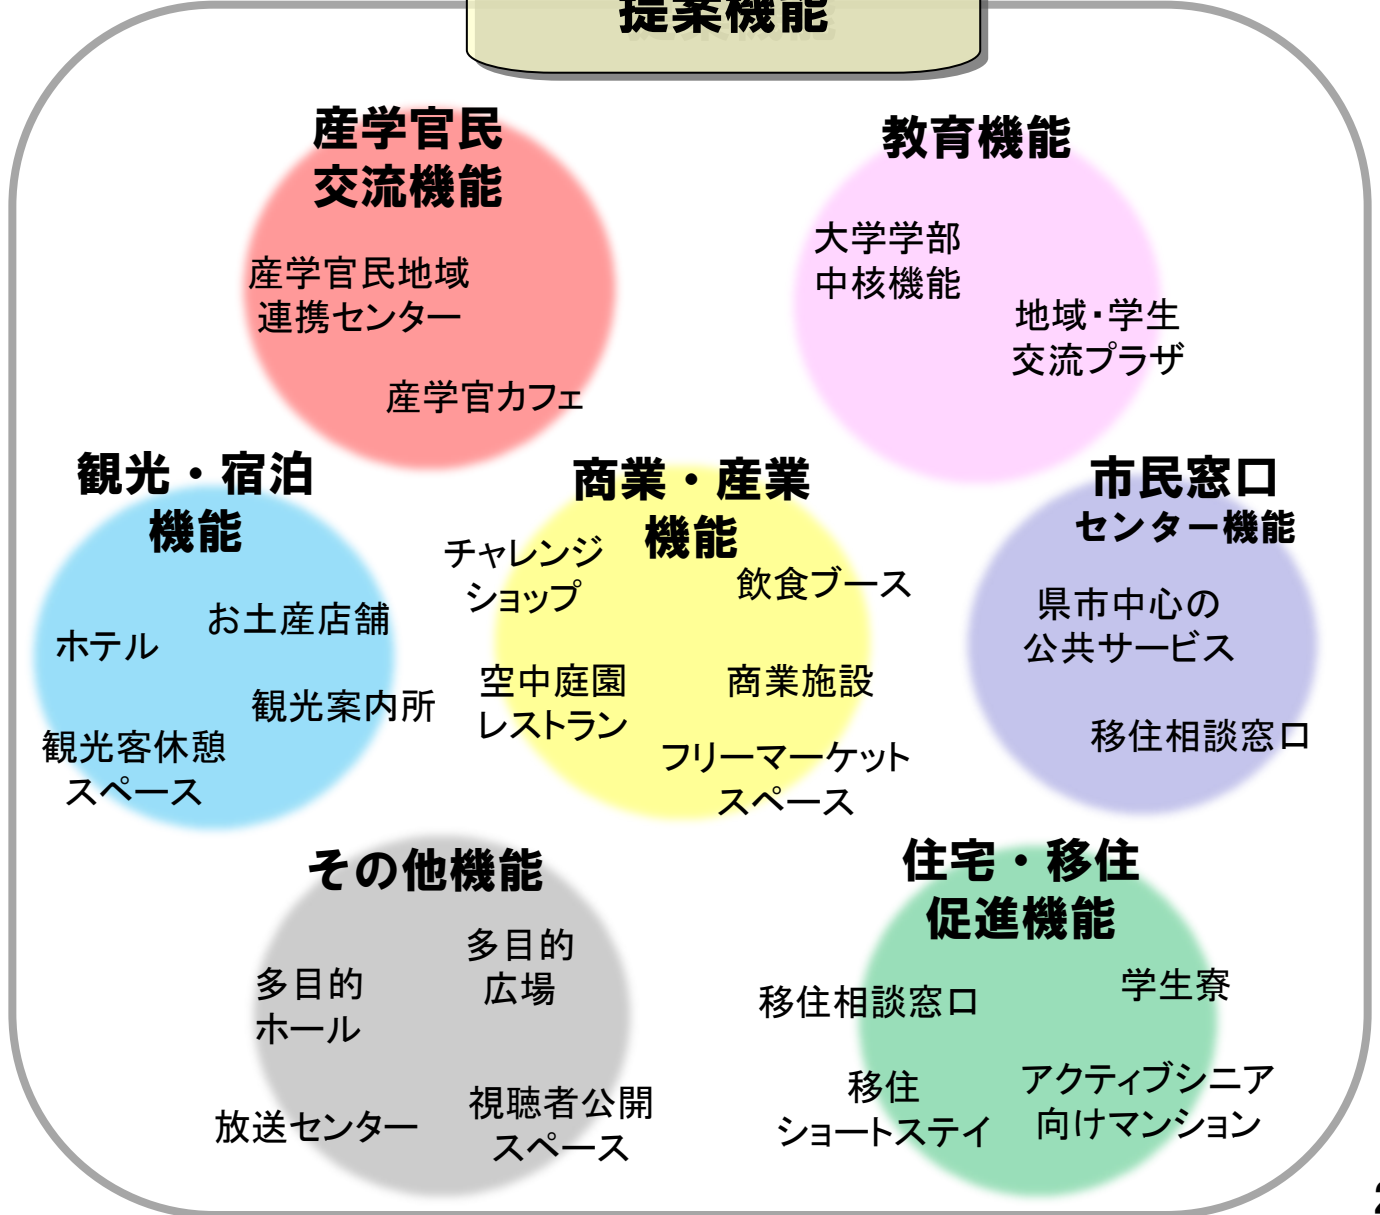 提案機能
産学官民
交流機能
産学官民地域
連携センター
産学官カフェ
教育機能
大学学部
中核機能
地域・学生
交流プラザ
観光・宿泊
機能
お土産店舗
ホテル
観光案内所
観光客休憩
スペース
商業・産業
機能
チャレンジ
ショップ
飲食ブース
空中庭園
レストラン
商業施設
フリーマーケット
スペース
市民窓口
センター機能
県市中心の
公共サービス
移住相談窓口
その他機能
多目的
広場
多目的
ホール
放送センター
視聴者公開
スペース
住宅・移住
促進機能
学生寮
移住相談窓口
移住
ショートステイ
アクティブシニア
向けマンション